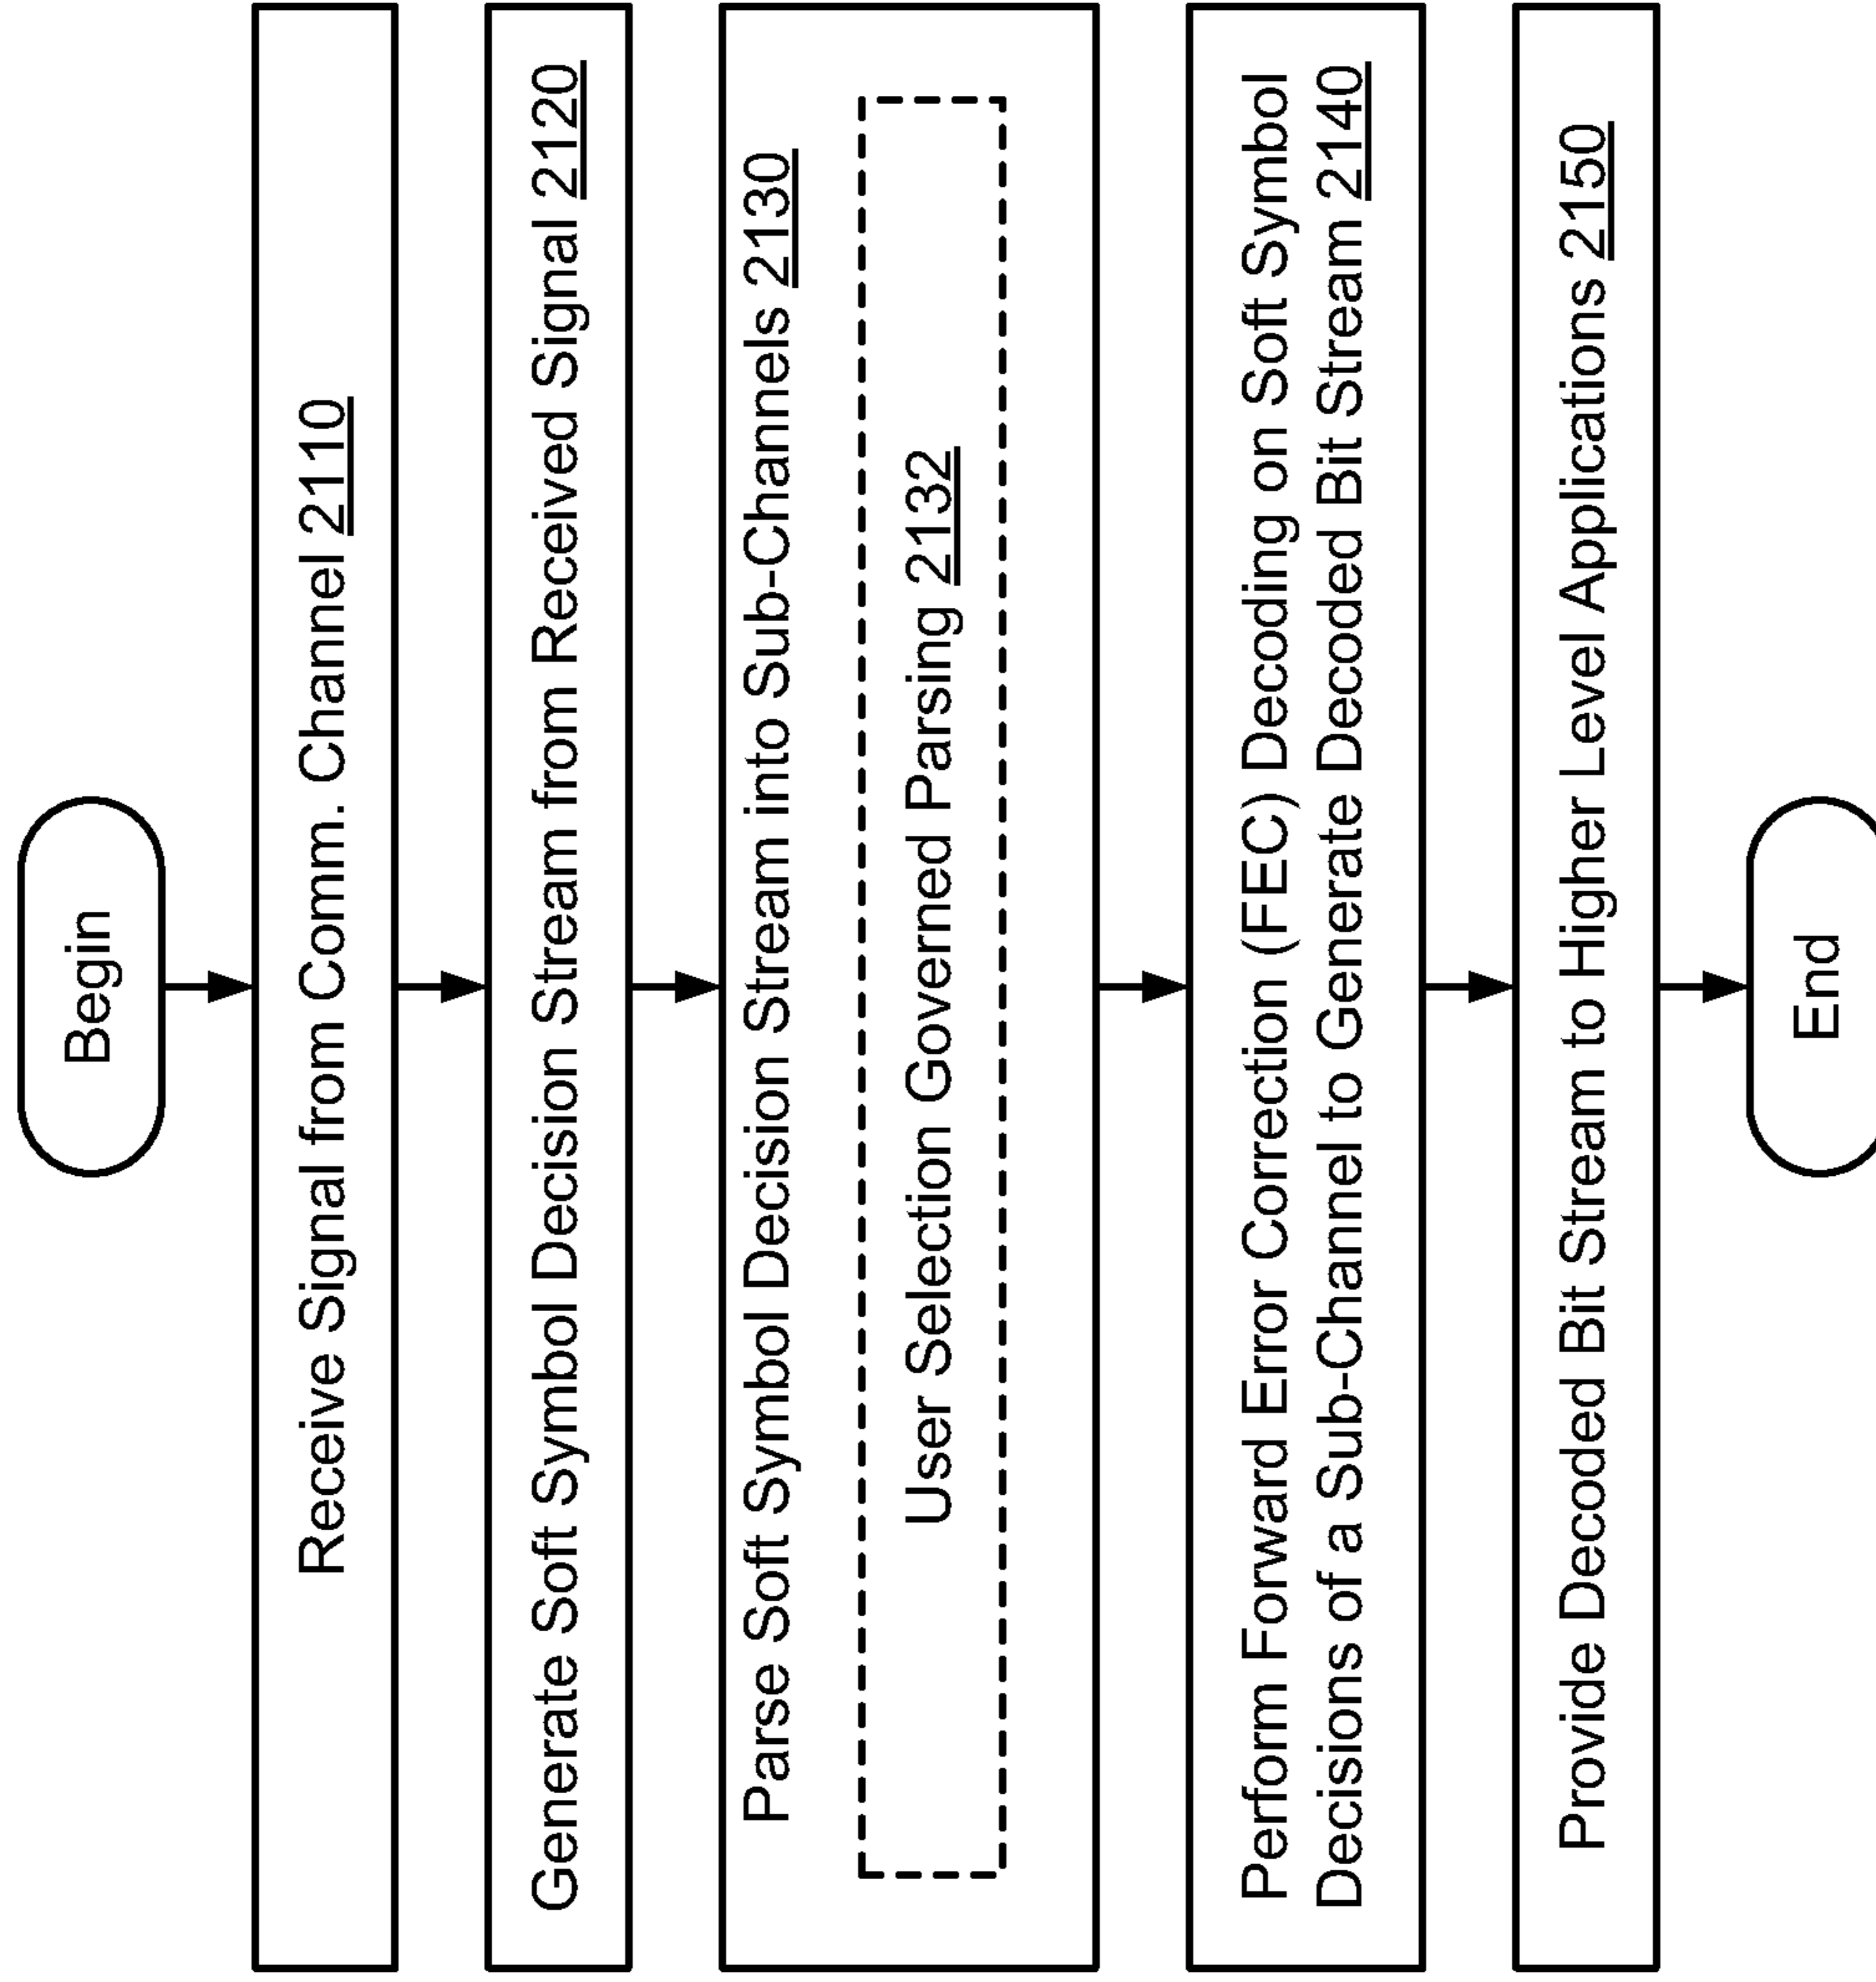 Begin
Receive Signal from Comm. Channel 2110
Generate Soft Symbol Decision Stream from Received Signal 2120
Parse Soft Symbol Decision Stream into Sub-Channels 2130
User Selection Governed Parsing 2132
Perform Forward Error Correction (FEC) Decoding on Soft Symbol
Decisions of a Sub-Channel to Generate Decoded Bit Stream 2140
Provide Decoded Bit Stream to Higher Level Applications 2150
End